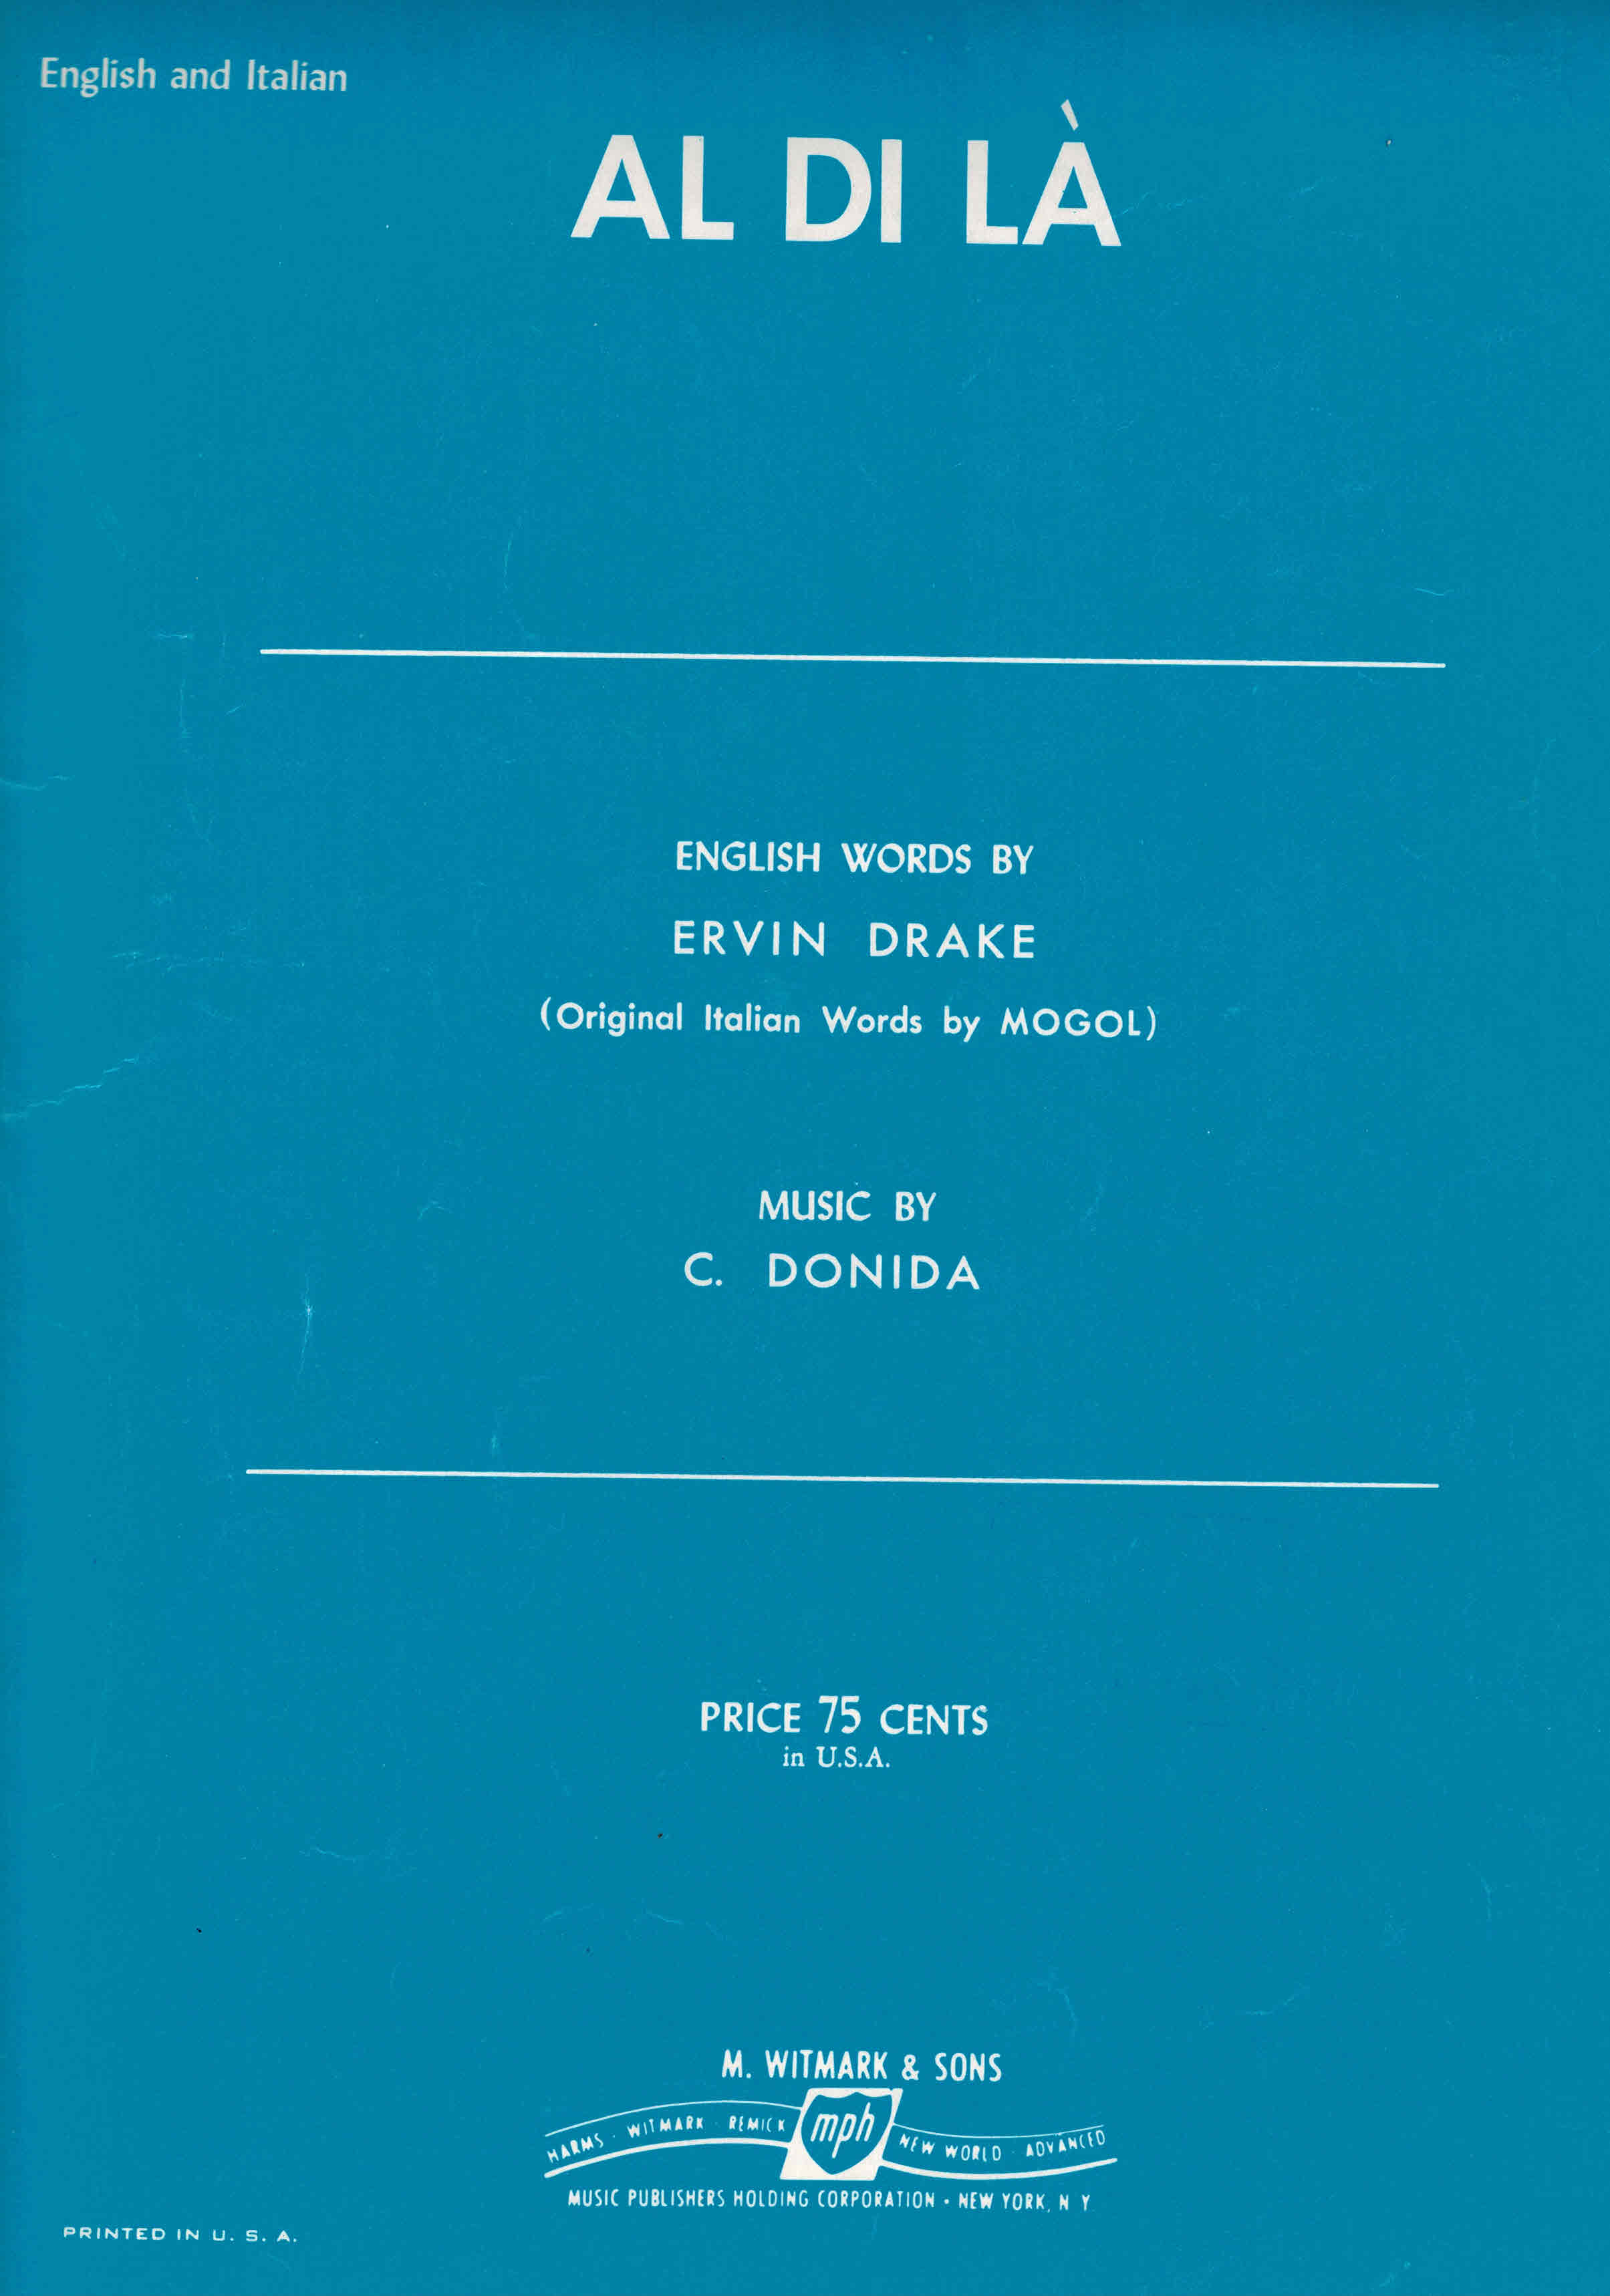 English and Italian
AL DI LÀ
ENGLISH WORDS BY
ERVIN DRAKE
(Original Italian Words by MOGOL)
MUSIC BY
C. DONIDA
PRICE 75 CENTS
in U.S.A.
M. WITMARK & SONS
HARMS · WITMARK · REMICK mph NEW WORLD · ADVANCED
MUSIC PUBLISHERS HOLDING CORPORATION • NEW YORK, N Y
PRINTED IN U. S. A.